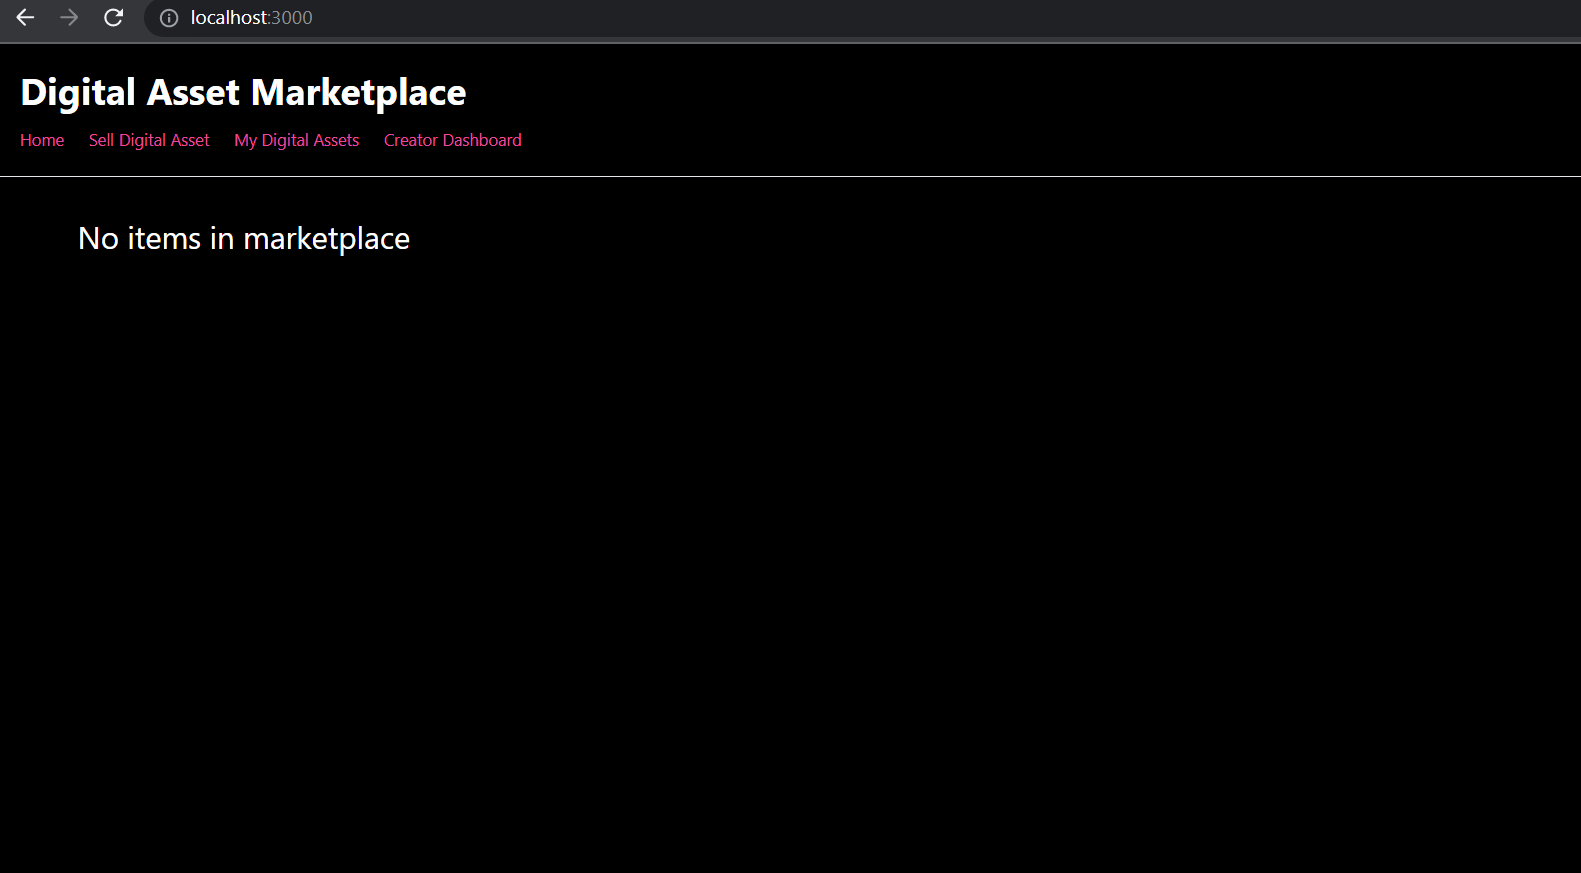 localhost:3000
Digital Asset Marketplace
Home Sell Digital Asset My Digital Assets Creator Dashboard
No items in marketplace